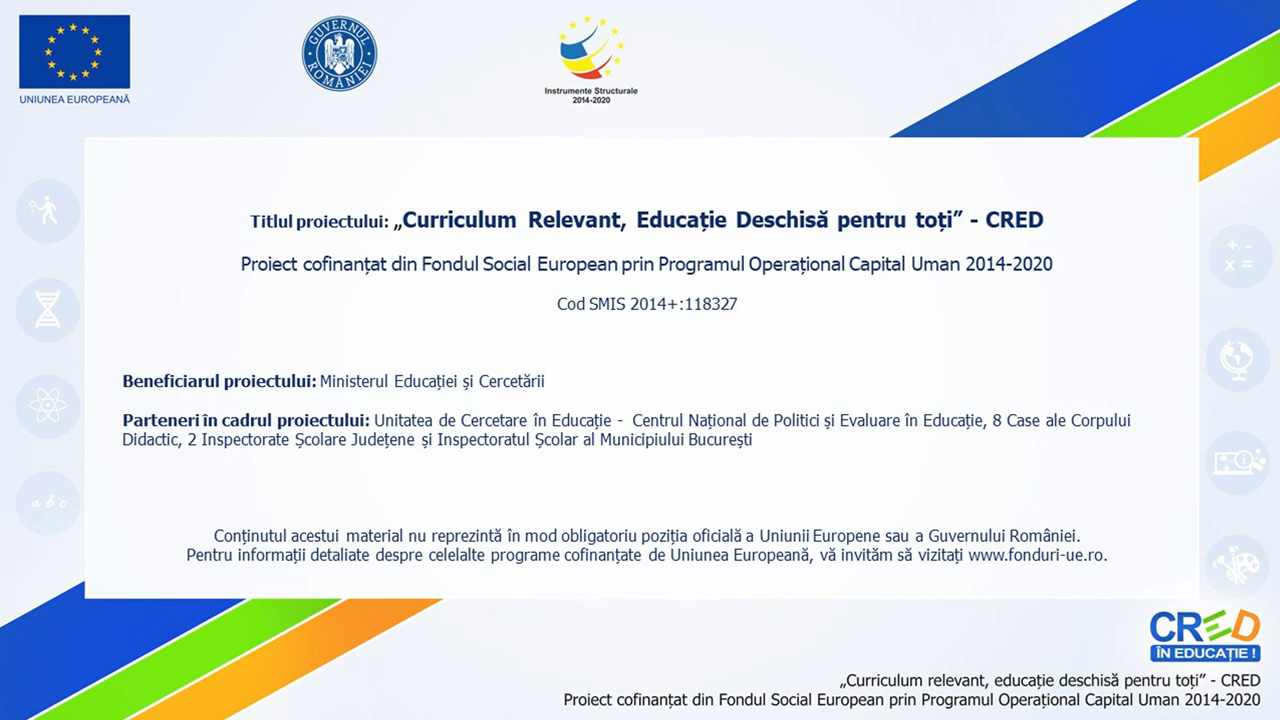 UNIUNEA EUROPEANĂ
GUVERNUL ROMÂNIEI
Instrumente Structurale
2014-2020
Titlul proiectului: „Curriculum Relevant, Educație Deschisă pentru toți” - CRED
Proiect cofinanțat din Fondul Social European prin Programul Operațional Capital Uman 2014-2020
Cod SMIS 2014+:118327
Beneficiarul proiectului: Ministerul Educației și Cercetării
Parteneri în cadrul proiectului: Unitatea de Cercetare în Educație - Centrul Național de Politici și Evaluare în Educație, 8 Case ale Corpului
Didactic, 2 Inspectorate Școlare Județene și Inspectoratul Școlar al Municipiului București
Conținutul acestui material nu reprezintă în mod obligatoriu poziția oficială a Uniunii Europene sau a Guvernului României.
Pentru informații detaliate despre celelalte programe cofinanțate de Uniunea Europeană, vă invităm să vizitați www.fonduri-ue.ro.
+ -
x =
a b c
CRED
ÎN EDUCAȚIE !
„Curriculum relevant, educație deschisă pentru toți” - CRED
Proiect cofinanțat din Fondul Social European prin Programul Operațional Capital Uman 2014-2020